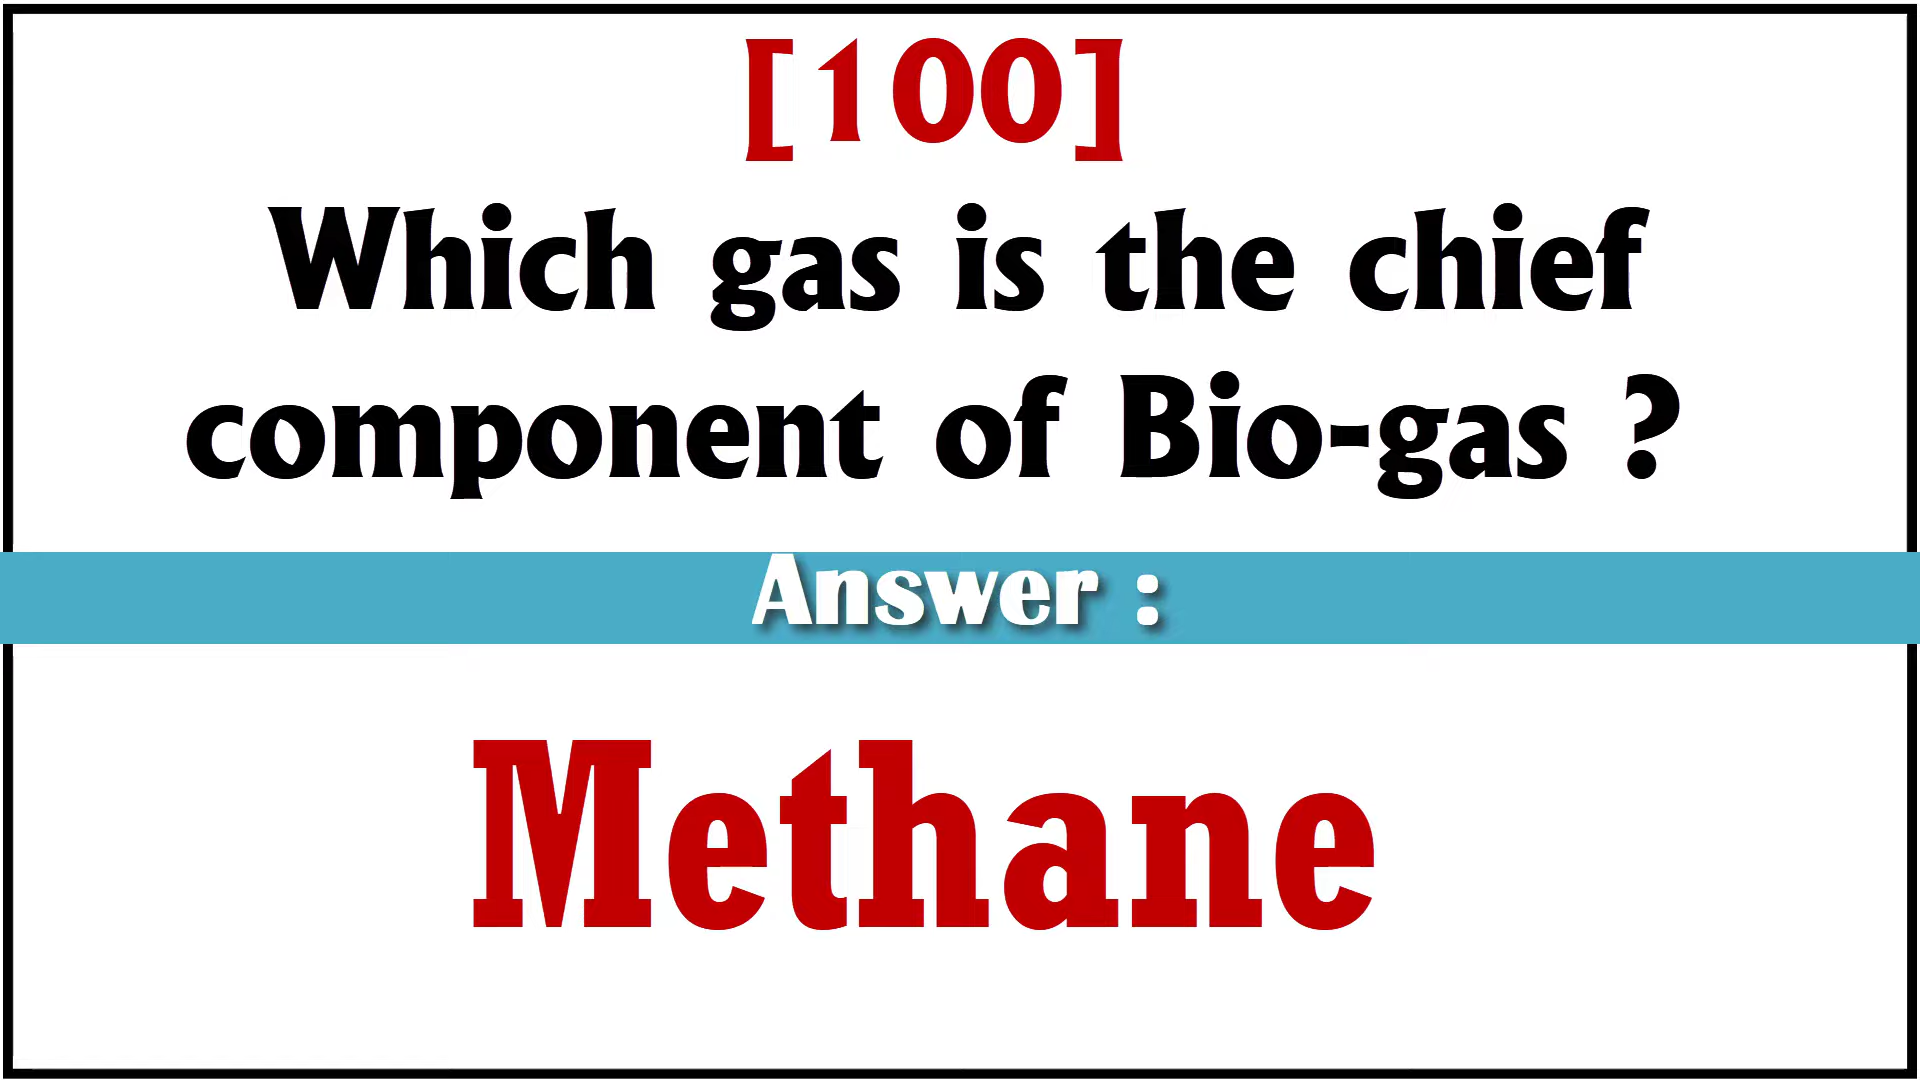 [100]
Which gas is the chief
component of Bio-gas ?
Answer :
Methane